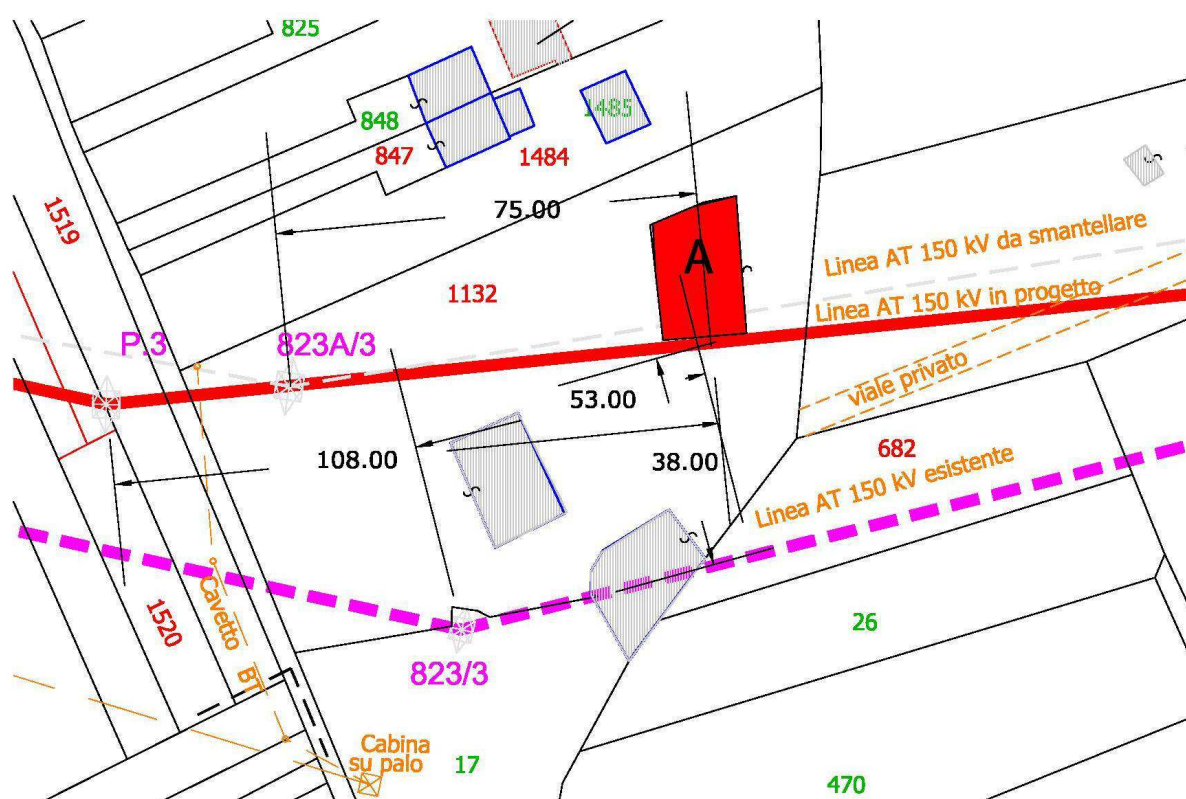 825
1485
848
847
1484
1519
75.00
A
Linea AT 150 kV da smantellare
1132
Linea AT 150 kV in progetto
P.3
823A/3
viale privato
53.00
108.00
38.00
682
Linea AT 150 kV esistente
Cavetto BT
1520
26
823/3
Cabina
su palo
17
470